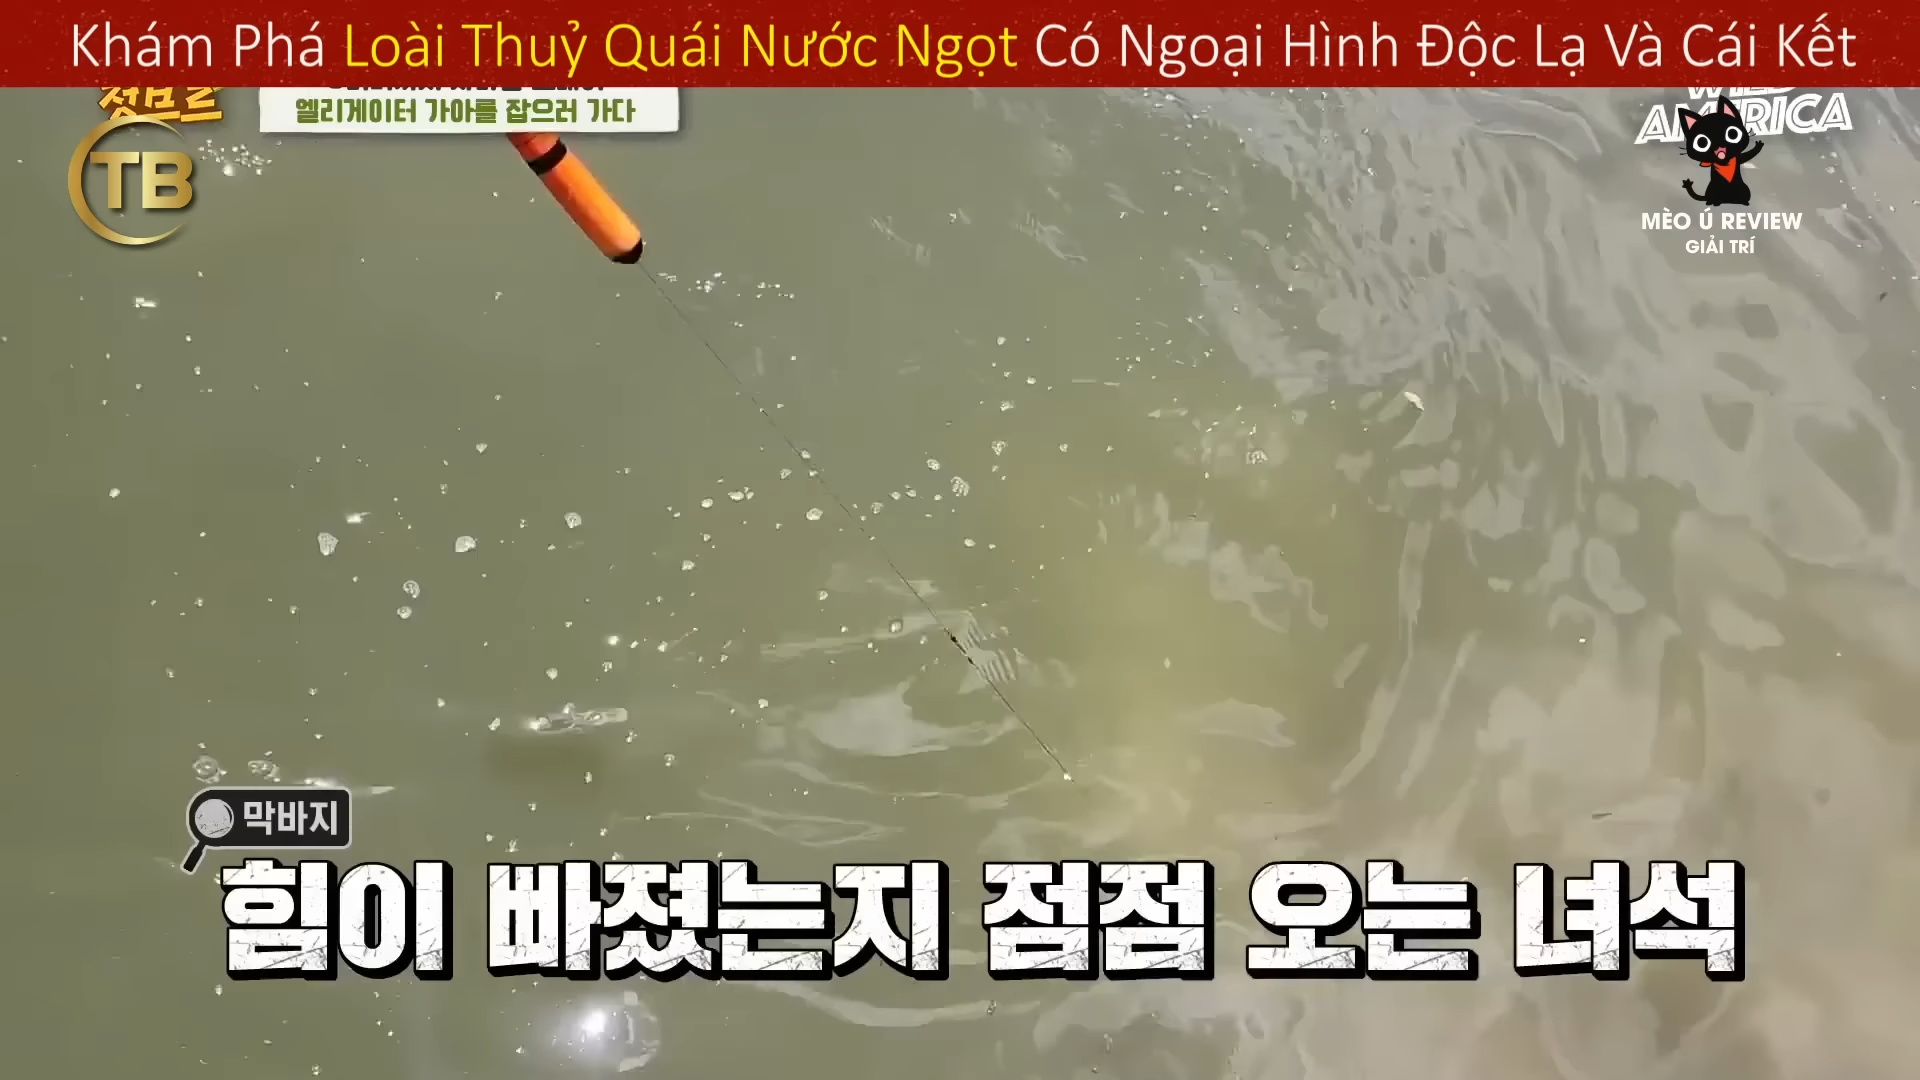 Khám Phá Loài Thuỷ Quái Nước Ngọt Có Ngoại Hình Độc Lạ Và Cái Kết
엘리게이터 가아를 잡으러 가다
TB
WILD
AMERICA
MÈO Ú REVIEW
GIẢI TRÍ
막바지
힘이 빠졌는지 점점 오는 녀석